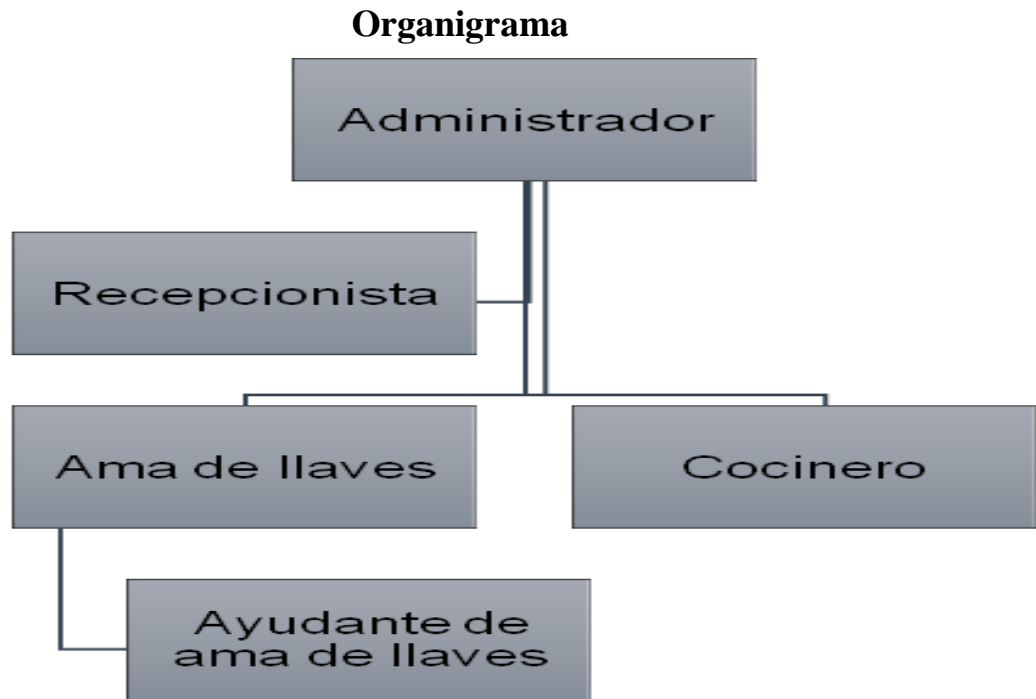 Organigrama
Administrador
Recepcionista
Ama de llaves
Cocinero
Ayudante de
ama de llaves